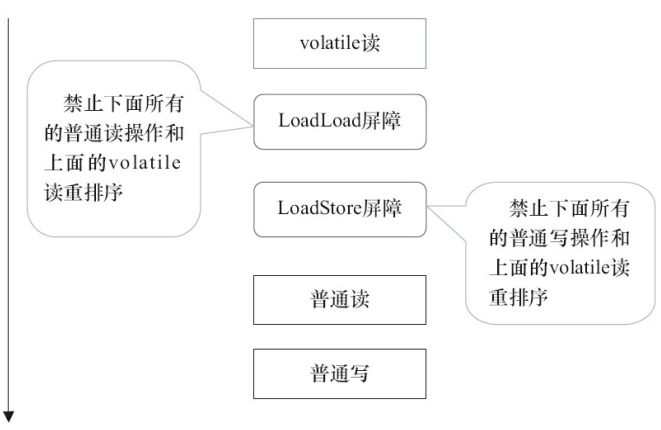 volatile读
禁止下面所有
的普通读操作和
上面的volatile
读重排序
LoadLoad屏障
LoadStore屏障
禁止下面所有
的普通写操作和
上面的volatile读
重排序
普通读
普通写